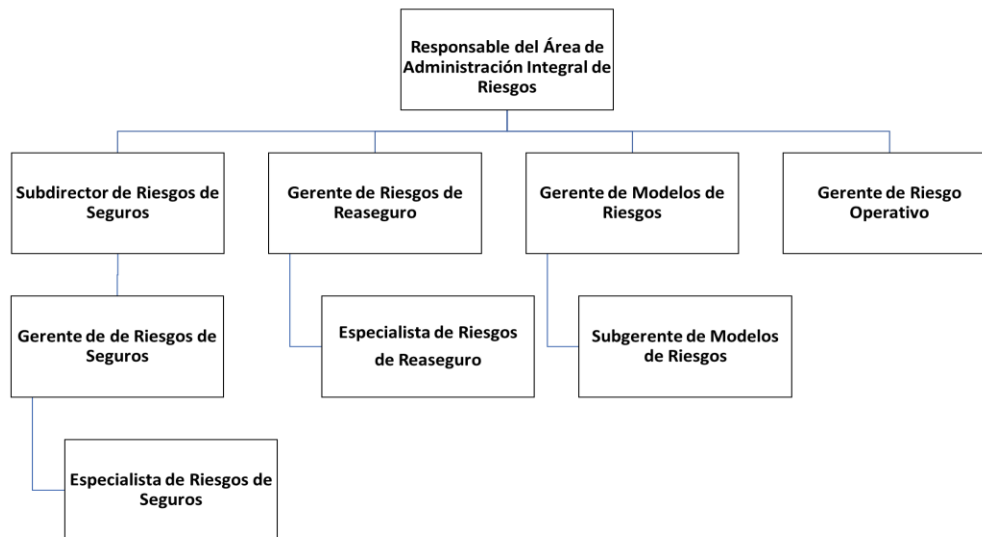 Responsable del Área de
Administración Integral de
Riesgos
Subdirector de Riesgos de
Seguros
Gerente de Riesgos de
Reaseguro
Gerente de Modelos de
Riesgos
Gerente de Riesgo
Operativo
Gerente de de Riesgos de
Seguros
Especialista de Riesgos
de Reaseguro
Subgerente de Modelos
de Riesgos
Especialista de Riesgos de
Seguros